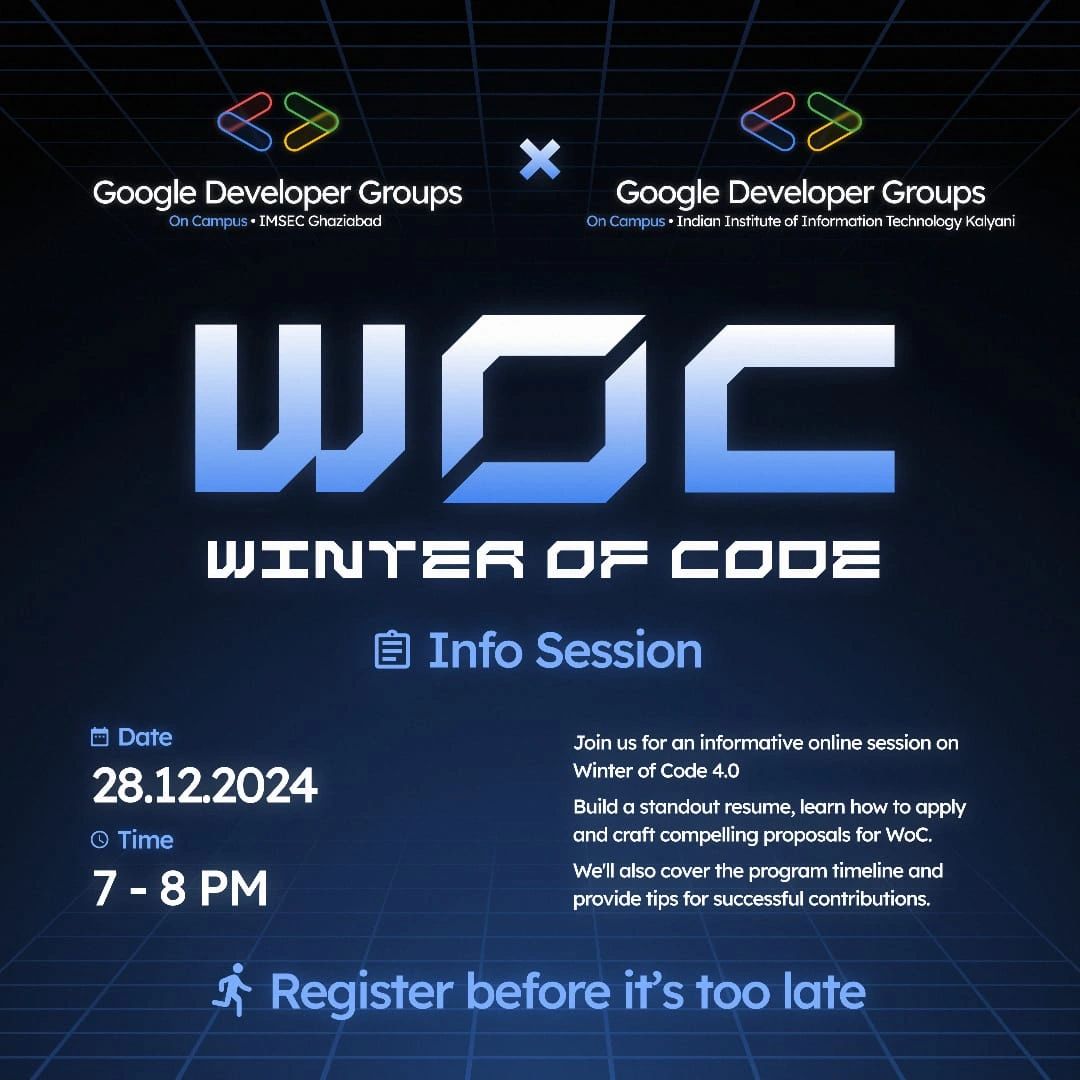 Google Developer Groups
On Campus • IMSEC Ghaziabad
×
Google Developer Groups
On Campus • Indian Institute of Information Technology Kalyani
WOC
WINTER OF CODE
Info Session
Date
28.12.2024
Time
7 - 8 PM
Join us for an informative online session on
Winter of Code 4.0
Build a standout resume, learn how to apply
and craft compelling proposals for WoC.
We'll also cover the program timeline and
provide tips for successful contributions.
Register before it's too late